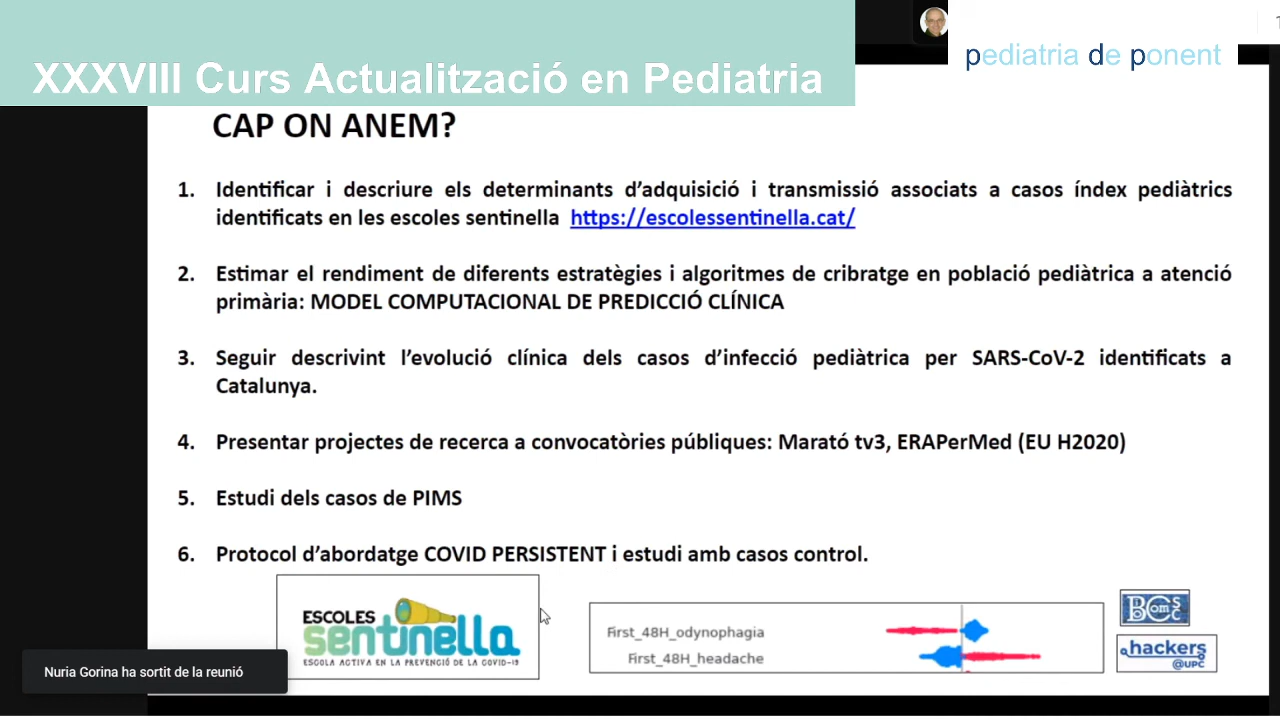 XXXVIII Curs Actualització en Pediatria
pediatria de ponent
CAP ON ANEM?
1. Identificar i descriure els determinants d’adquisició i transmissió associats a casos índex pediàtrics
identificats en les escoles sentinella https://escolessentinella.cat/
2. Estimar el rendiment de diferents estratègies i algoritmes de cribratge en població pediàtrica a atenció
primària: MODEL COMPUTACIONAL DE PREDICCIÓ CLÍNICA
3. Seguir descrivint l’evolució clínica dels casos d’infecció pediàtrica per SARS-CoV-2 identificats a
Catalunya.
4. Presentar projectes de recerca a convocatòries públiques: Marató tv3, ERAPerMed (EU H2020)
5. Estudi dels casos de PIMS
6. Protocol d’abordatge COVID PERSISTENT i estudi amb casos control.
ESCOLES
sentinella
ESCOLA ACTIVA EN LA PREVENCIÓ DE LA COVID-19
First_48H_odynophagia
First_48H_headache
hackers
@UPC
Nuria Gorina ha sortit de la reunió